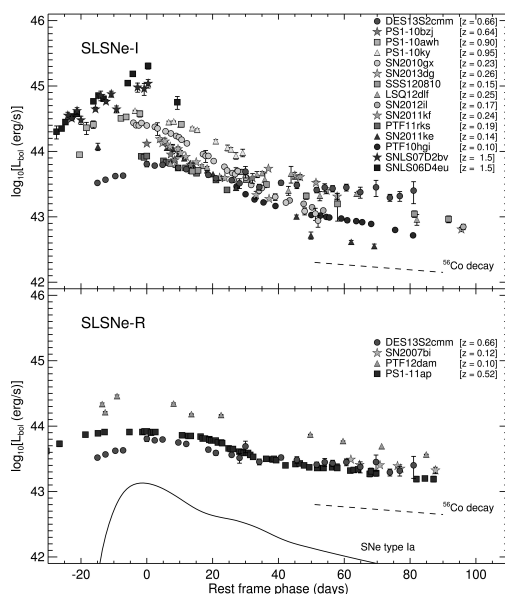 SLSNe-I
DES13S2cmm [z = 0.66]
PS1-10bzj [z = 0.64]
PS1-10awh [z = 0.90]
PS1-10ky [z = 0.95]
SN2010gx [z = 0.23]
SN2013dg [z = 0.26]
SSS120810 [z = 0.15]
LSQ12dlf [z = 0.25]
SN2012il [z = 0.17]
SN2011kf [z = 0.24]
PTF11rks [z = 0.19]
SN2011ke [z = 0.14]
PTF10hgi [z = 0.10]
SNLS07D2bv [z = 1.5]
SNLS06D4eu [z = 1.5]
46
45
44
43
42
log10[Lbol (erg/s)]
56Co decay
SLSNe-R
DES13S2cmm [z = 0.66]
SN2007bi [z = 0.12]
PTF12dam [z = 0.10]
PS1-11ap [z = 0.52]
46
45
44
43
42
log10[Lbol (erg/s)]
56Co decay
SNe type Ia
-20 0 20 40 60 80 100
Rest frame phase (days)